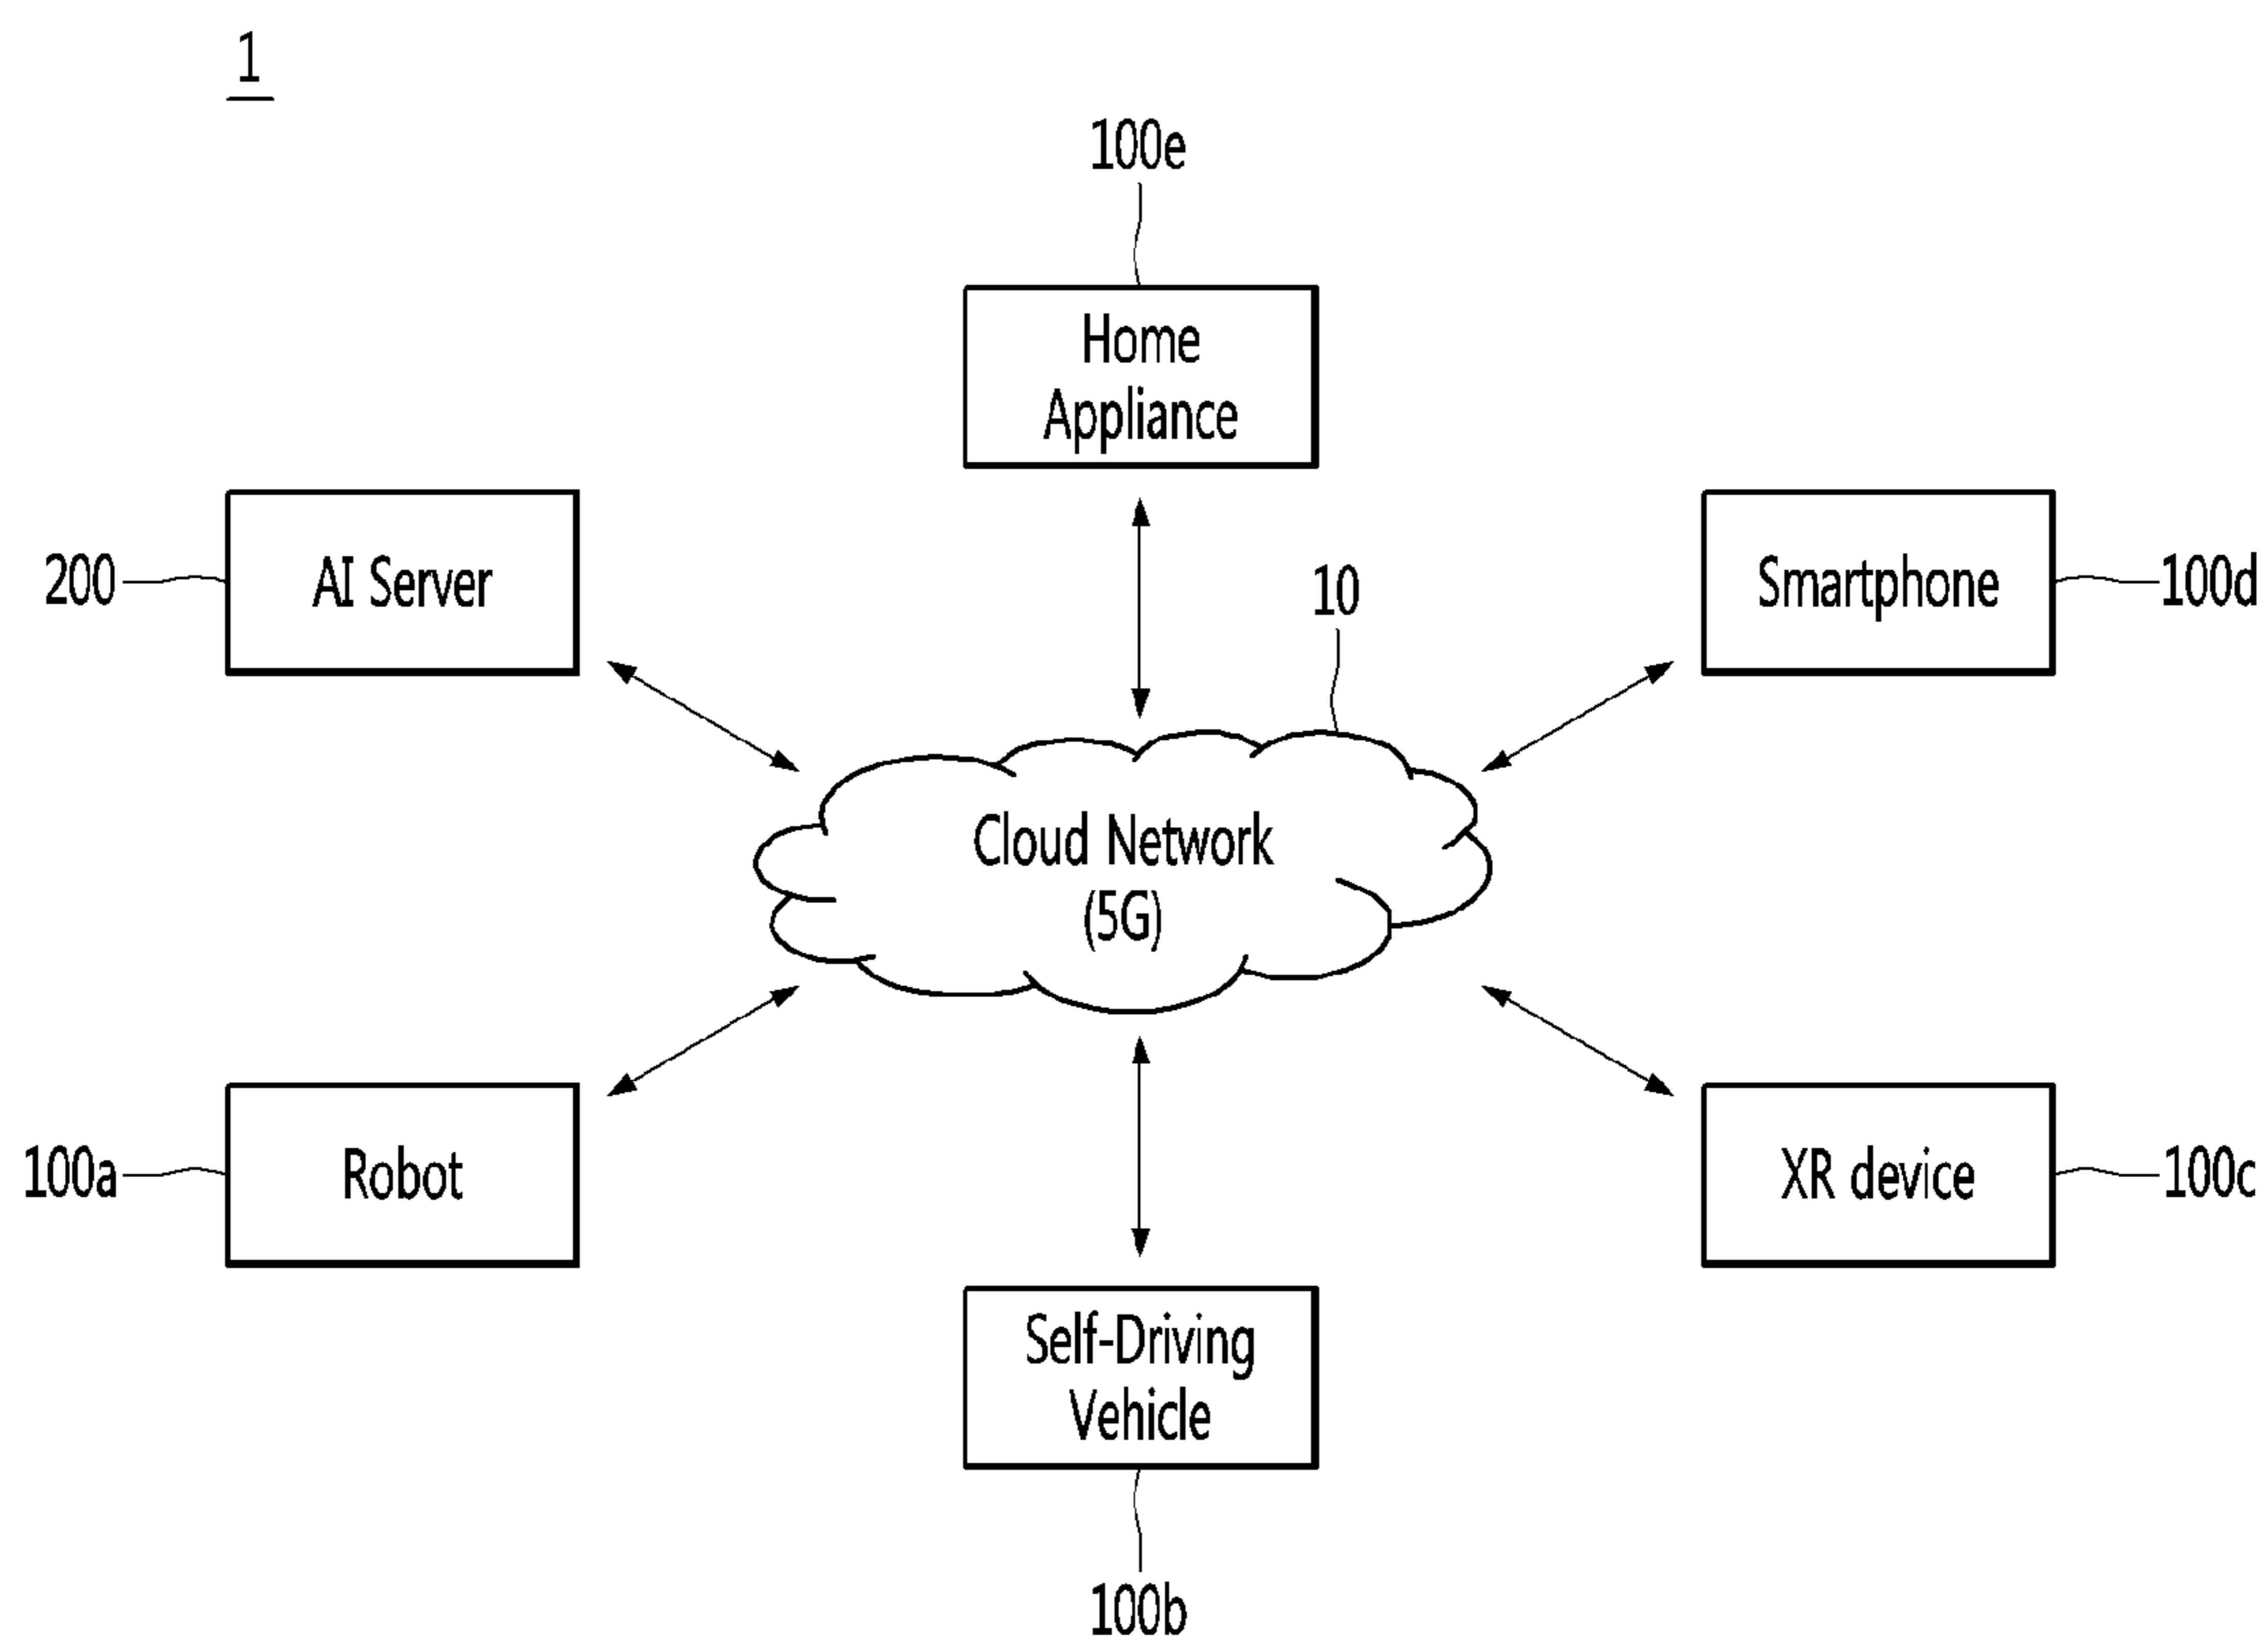 1
100e
Home
Appliance
200
AI Server
Smartphone
100d
10
Cloud Network
(5G)
100a
Robot
XR device
100c
Self-Driving
Vehicle
100b